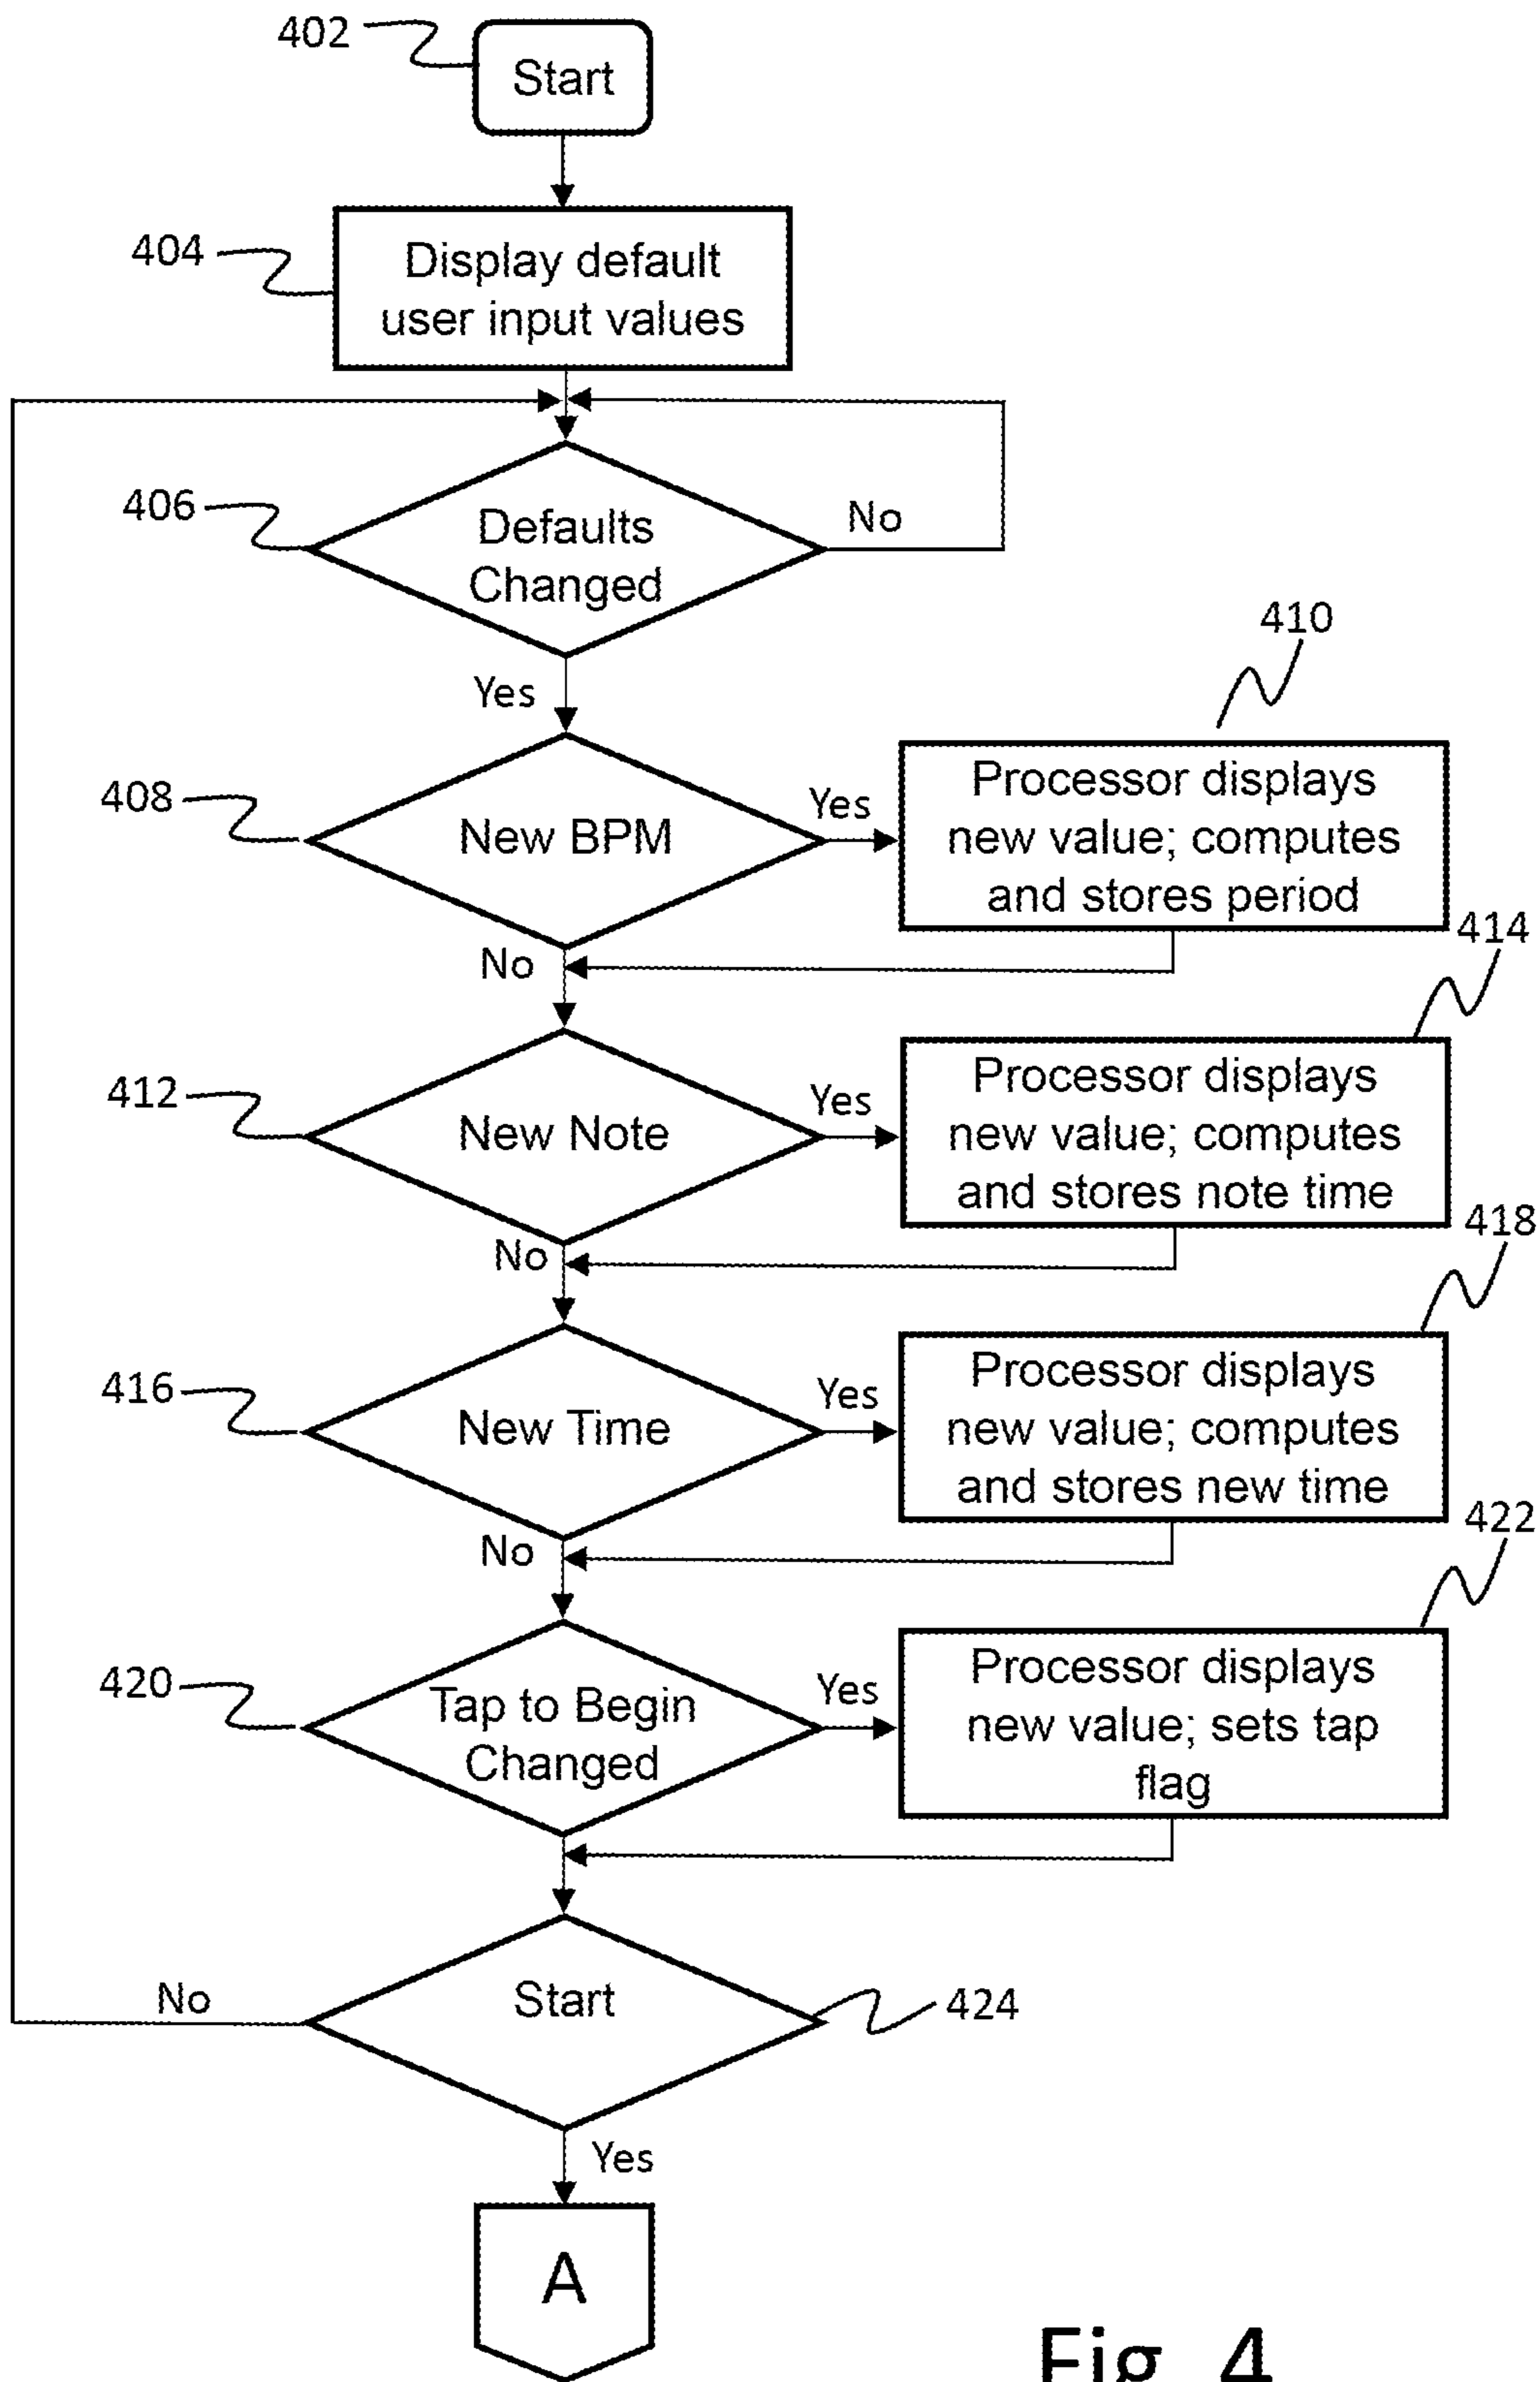 402
Start
404
Display default
user input values
406
Defaults
Changed
No
Yes
410
408
New BPM
Yes
Processor displays
new value; computes
and stores period
No
414
412
New Note
Yes
Processor displays
new value; computes
and stores note time
No
418
416
New Time
Yes
Processor displays
new value; computes
and stores new time
No
422
420
Tap to Begin
Changed
Yes
Processor displays
new value; sets tap
flag
No
Start
424
Yes
A
Fig. 4